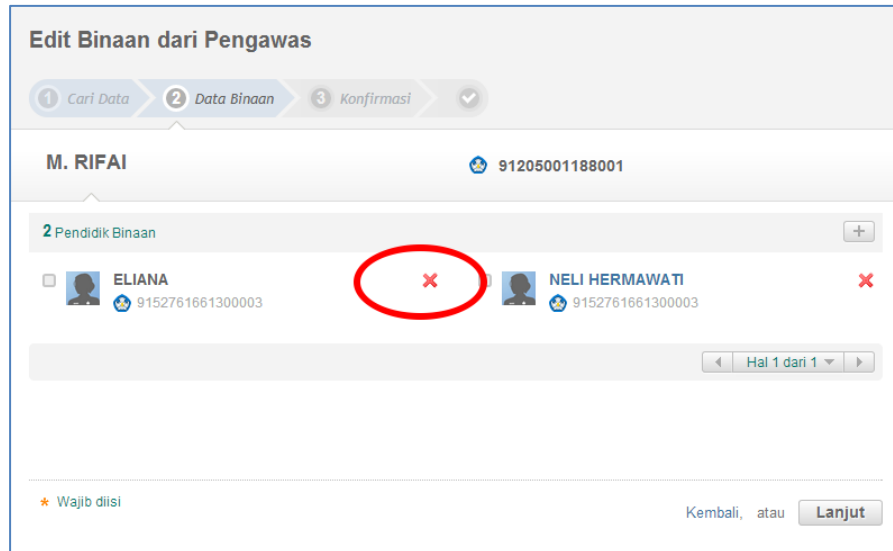 Edit Binaan dari Pengawas
1 Cari Data 2 Data Binaan 3 Konfirmasi
M. RIFAI 91205001188001
2 Pendidik Binaan
ELIANA NELI HERMAWATI
9152761661300003 9152761661300003
Hal 1 dari 1
* Wajib diisi
Kembali, atau Lanjut